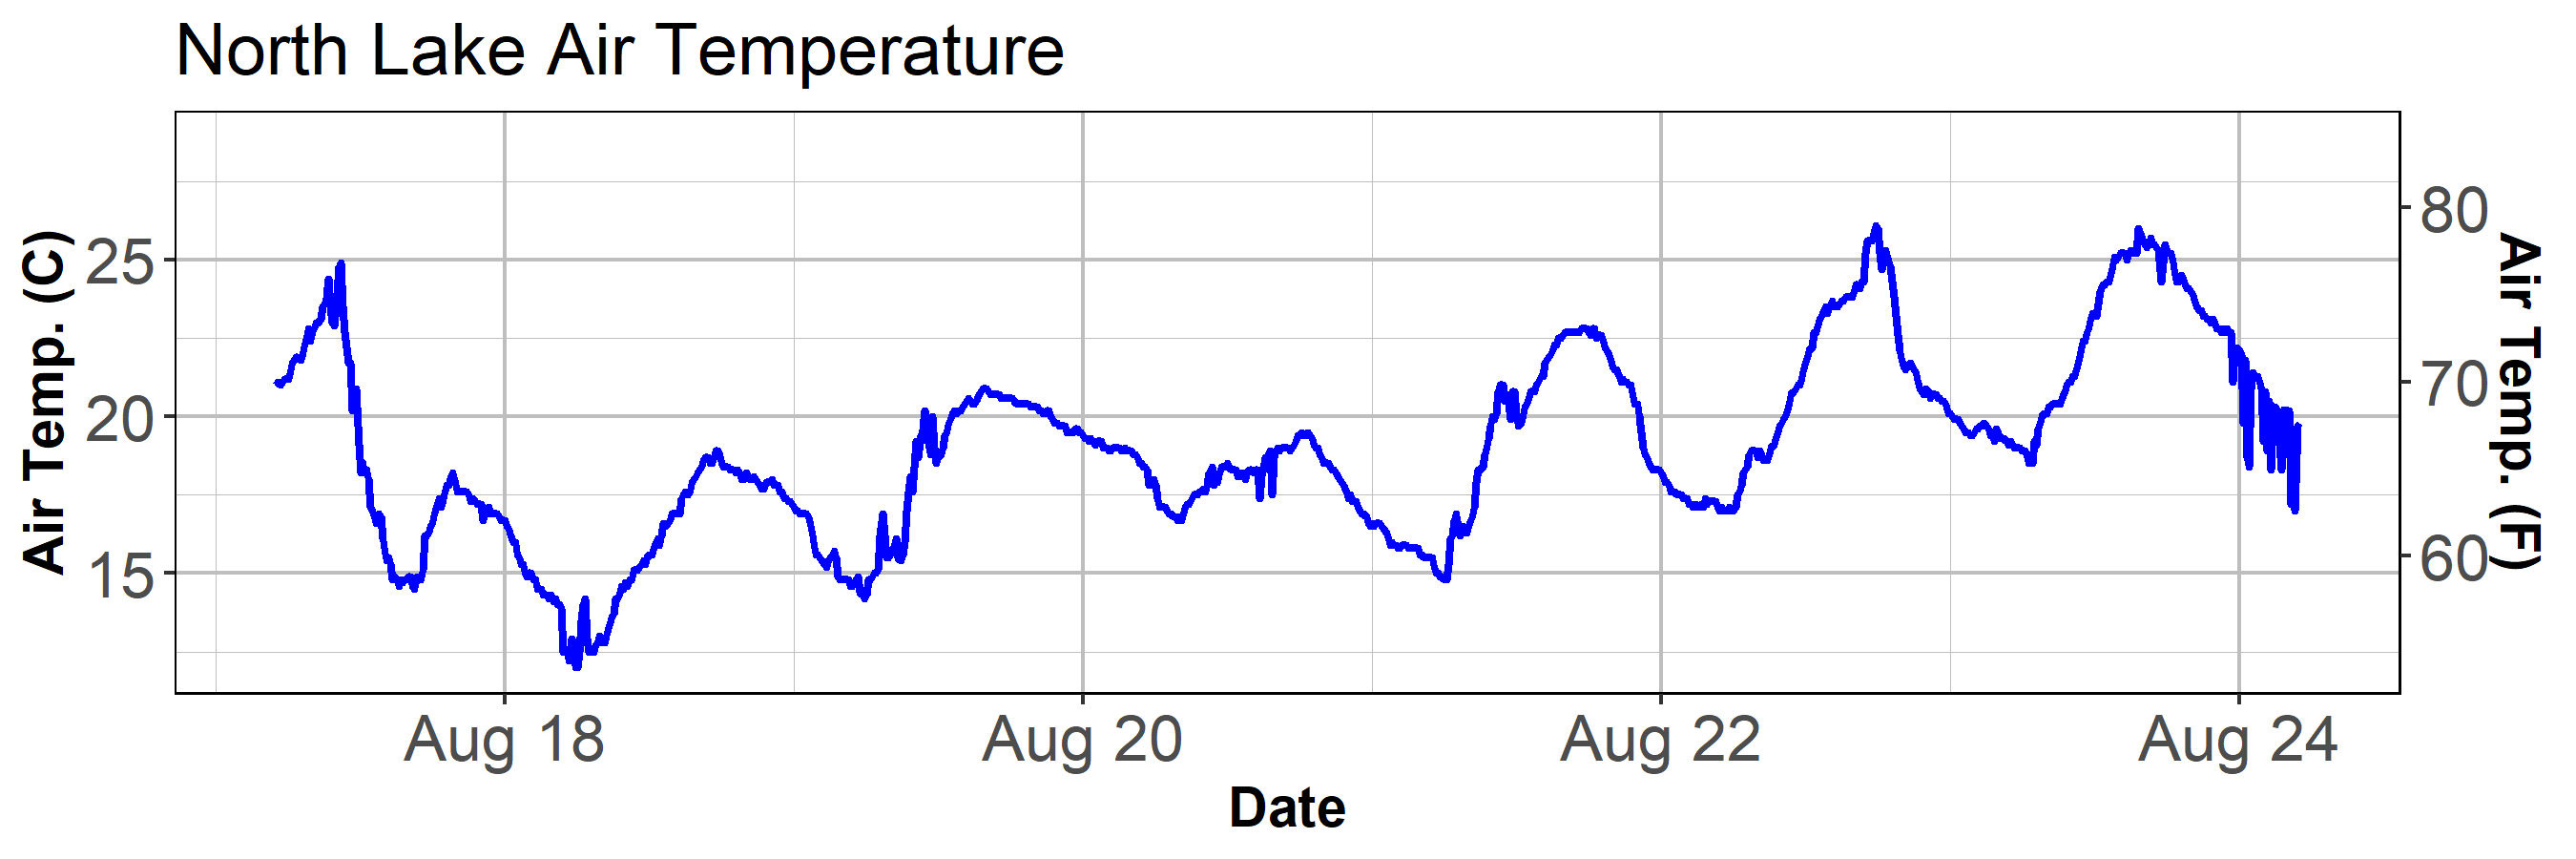 North Lake Air Temperature
Air Temp. (C)
25
20
15
80
70
60
Air Temp. (F)
Aug 18
Aug 20
Aug 22
Aug 24
Date